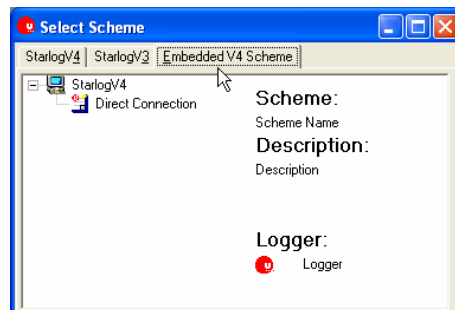 Select Scheme
StarlogV4 StarlogV3 Embedded V4 Scheme
StarlogV4
Direct Connection
Scheme:
Scheme Name
Description:
Description
Logger:
Logger